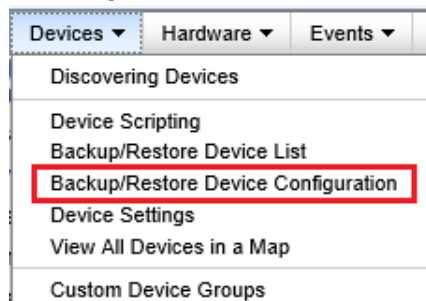 Devices ▼ Hardware ▼ Events ▼
Discovering Devices
Device Scripting
Backup/Restore Device List
Backup/Restore Device Configuration
Device Settings
View All Devices in a Map
Custom Device Groups